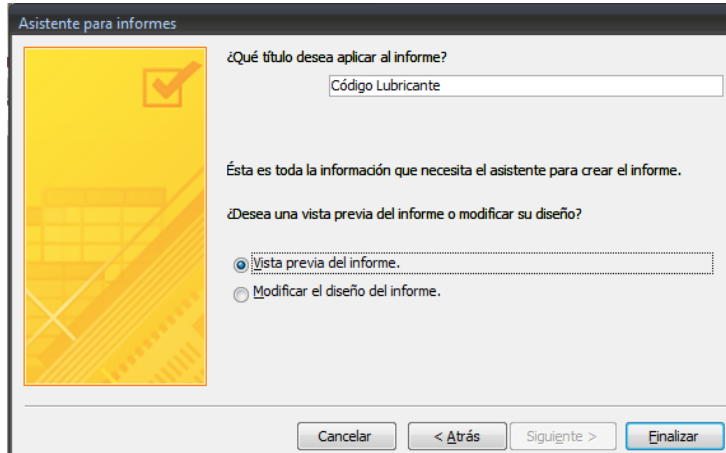 Asistente para informes
¿Qué título desea aplicar al informe?
Código Lubricante
Ésta es toda la información que necesita el asistente para crear el informe.
¿Desea una vista previa del informe o modificar su diseño?
Vista previa del informe.
Modificar el diseño del informe.
Cancelar < Atrás Siguiente > Finalizar